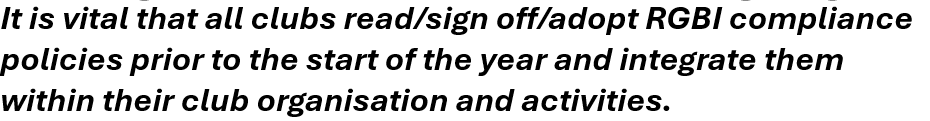 It is vital that all clubs read/sign off/adopt RGBI compliance
policies prior to the start of the year and integrate them
within their club organisation and activities.